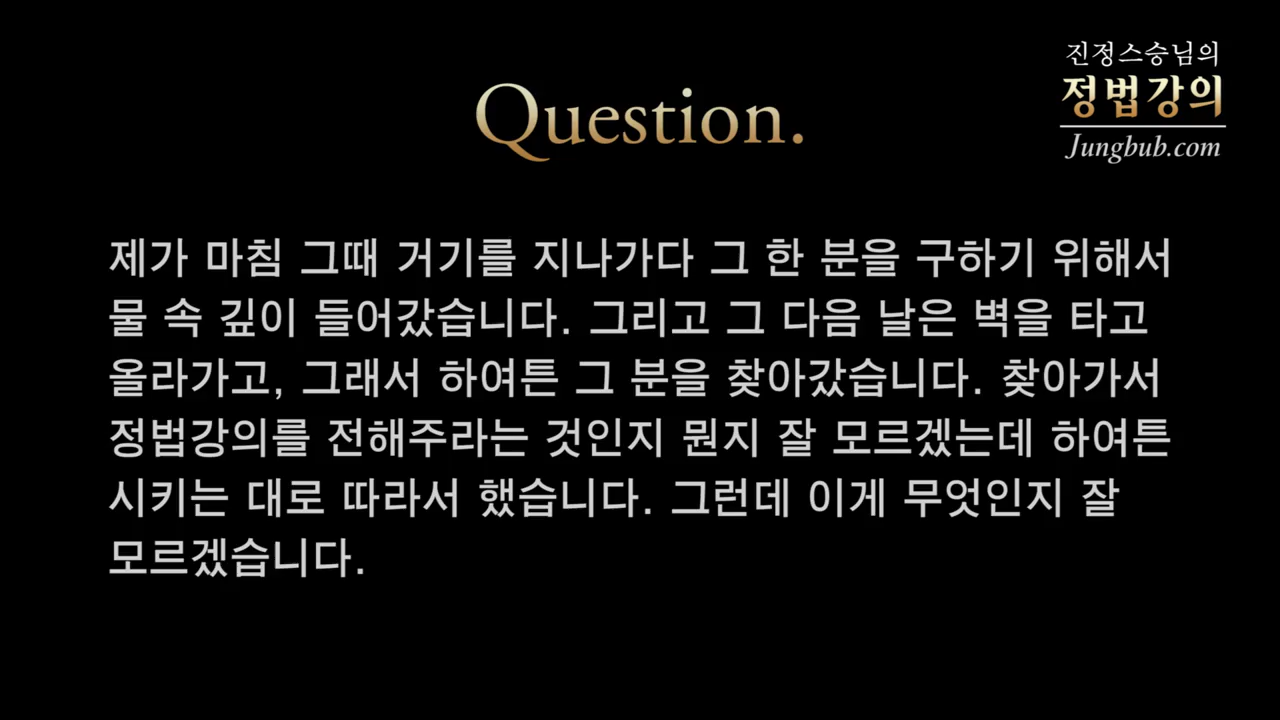 진정스승님의
정법강의
Jungbub.com
Question.
제가 마침 그때 거기를 지나가다 그 한 분을 구하기 위해서
물 속 깊이 들어갔습니다. 그리고 그 다음 날은 벽을 타고
올라가고, 그래서 하여튼 그 분을 찾아갔습니다. 찾아가서
정법강의를 전해주라는 것인지 뭔지 잘 모르겠는데 하여튼
시키는 대로 따라서 했습니다. 그런데 이게 무엇인지 잘
모르겠습니다.